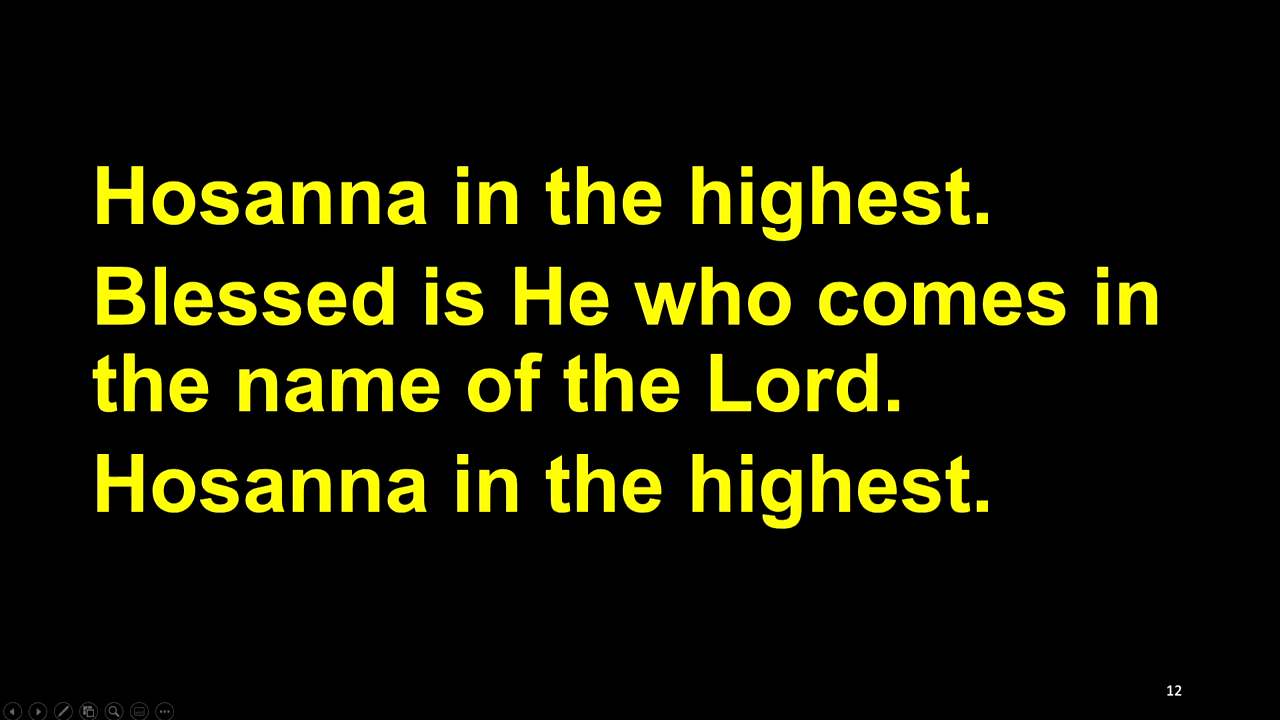 Hosanna in the highest.
Blessed is He who comes in
the name of the Lord.
Hosanna in the highest.
12